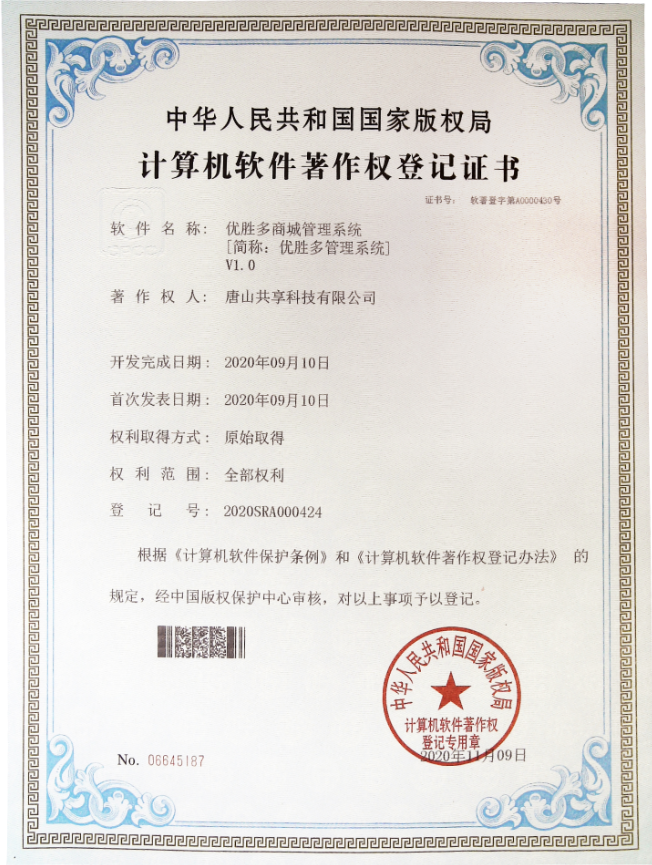 中华人民共和国国家版权局
计算机软件著作权登记证书
证书号： 软著登字第A0000430号
软件名称： 优胜多商城管理系统
[简称：优胜多管理系统]
V1.0
著作权人： 唐山共享科技有限公司
开发完成日期： 2020年09月10日
首次发表日期： 2020年09月10日
权利取得方式： 原始取得
权利范围： 全部权利
登记号： 2020SRA000424
根据《计算机软件保护条例》和《计算机软件著作权登记办法》的
规定，经中国版权保护中心审核，对以上事项予以登记。
中华人民共和国国家版权局
计算机软件著作权
登记专用章
No. 06645187
2020年11月09日